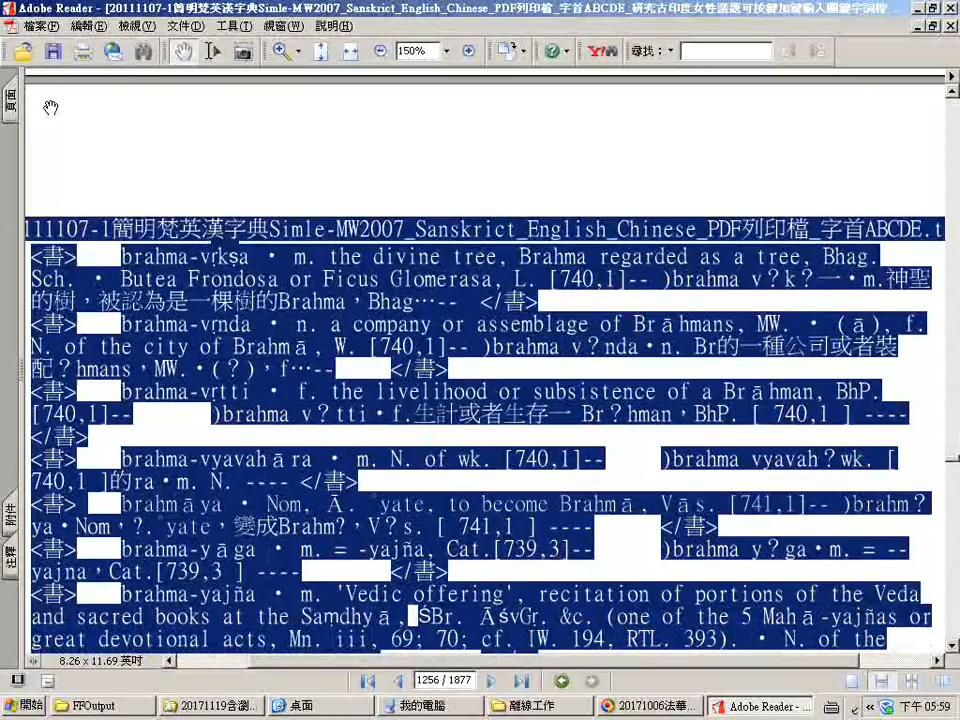 Adobe Reader - [20111107-1簡明梵英漢字典Simle-MW2007_Sanskrict_English_Chinese_PDF列印檔_字首ABCDE_研究古印度女性議題可按鍵加鍵輸入關鍵字詞
檔案(F) 編輯(E) 檢視(V) 文件(D) 工具(T) 視窗(W) 說明(H)
150% 尋找:
頁面
111107-1簡明梵英漢字典Simle-MW2007_Sanskrict_English_Chinese_PDF列印檔_字首ABCDE.t
<書> brahma-vṛkṣa · m. the divine tree, Brahma regarded as a tree, Bhag.
Sch. · Butea Frondosa or Ficus Glomerasa, L. [740,1]-- )brahma v?k?一·m.神聖
的樹，被認為是一棵樹的Brahma，Bhag…-- </書>
<書> brahma-vṛnda · n. a company or assemblage of Brāhmans, MW. · (ā), f.
N. of the city of Brahmā, W. [740,1]-- )brahma v?nda·n. Br的一種公司或者裝
配?hmans，MW.·(?)，f…-- </書>
<書> brahma-vṛtti · f. the livelihood or subsistence of a Brāhman, BhP.
[740,1]-- )brahma v?tti·f.生計或者生存一 Br?hman，BhP. [ 740,1 ] ----
</書>
<書> brahma-vyavahāra · m. N. of wk. [740,1]-- )brahma vyavah?wk. [
740,1 ]的ra·m. N. ---- </書>
<書> brahmāya · Nom, Ā. °yate, to become Brahmā, Vās. [741,1]-- )brahm?
ya·Nom，?.°yate，變成Brahm?，V?s. [ 741,1 ] ---- </書>
<書> brahma-yāga · m. = -yajña, Cat.[739,3]-- )brahma y?ga·m. = --
yajna，Cat.[739,3 ] ---- </書>
<書> brahma-yajña · m. 'Vedic offering', recitation of portions of the Veda
and sacred books at the Saṃdhyā, ŚBr. ĀśvGr. &c. (one of the 5 Mahā-yajñas or
great devotional acts, Mn. iii, 69; 70; cf. IW. 194, RTL. 393). · N. of the
附件
注釋
8.26 x 11.69 英吋
1256 / 1877
開始 FFOutput 20171119含瀏... 桌面 我的電腦 離線工作 20171006法華... Adobe Reader -... 下午 05:59